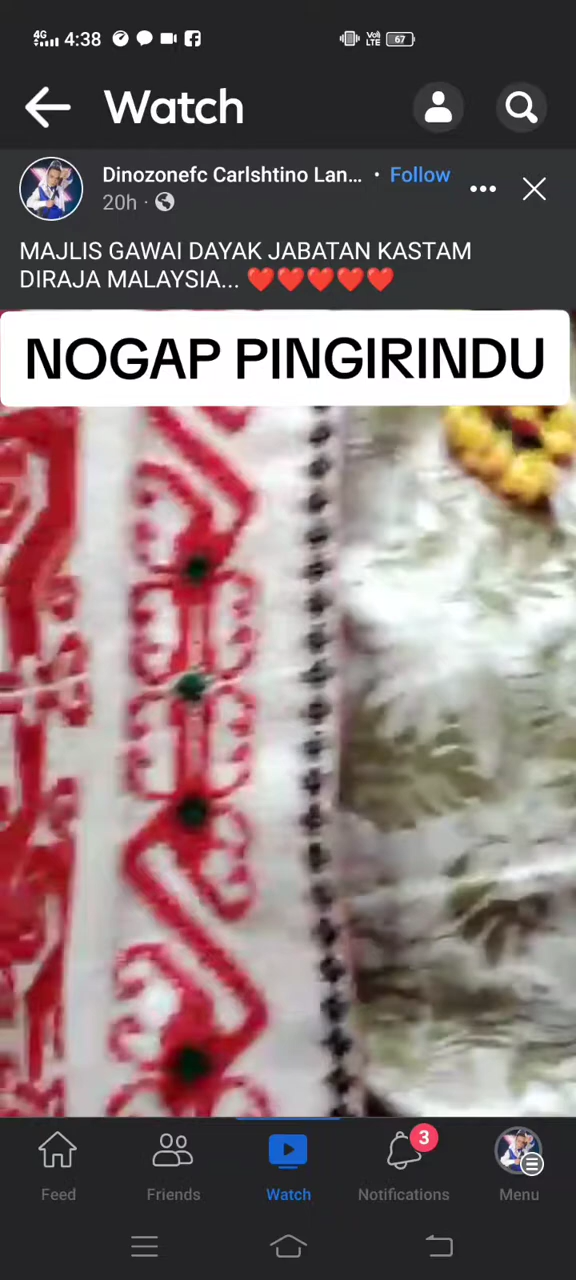 4G 4:38 Vo) LTE 67
Watch
Dinozonefc Carlshtino Lan... · Follow
20h ·
MAJLIS GAWAI DAYAK JABATAN KASTAM
DIRAJA MALAYSIA... ❤️❤️❤️❤️❤️
NOGAP PINGIRINDU
3
Feed Friends Watch Notifications Menu